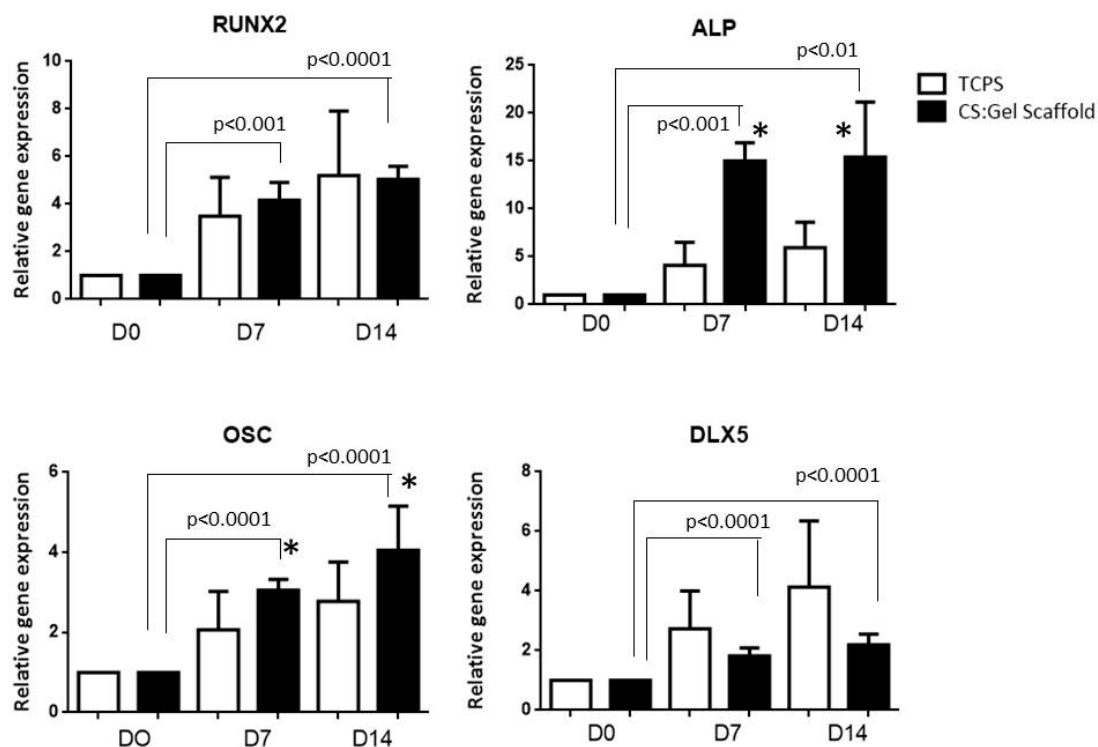 RUNX2
Relative gene expression
10
8
6
4
2
0
p<0.0001
p<0.001
D0 D7 D14
ALP
Relative gene expression
25
20
15
10
5
0
p<0.01
p<0.001
*
*
D0 D7 D14
TCPS
CS:Gel Scaffold
OSC
Relative gene expression
6
4
2
0
p<0.0001
p<0.0001
*
*
DO D7 D14
DLX5
Relative gene expression
8
6
4
2
0
p<0.0001
p<0.0001
D0 D7 D14